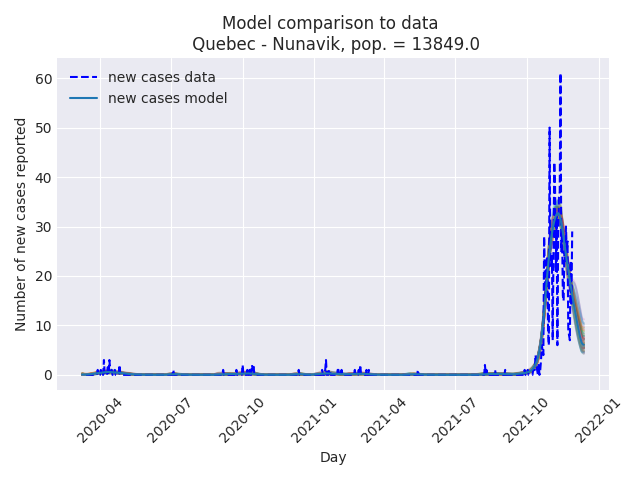 Model comparison to data
Quebec - Nunavik, pop. = 13849.0
new cases data
new cases model
Number of new cases reported
60
50
40
30
20
10
0
2020-04
2020-07
2020-10
2021-01
2021-04
2021-07
2021-10
2022-01
Day